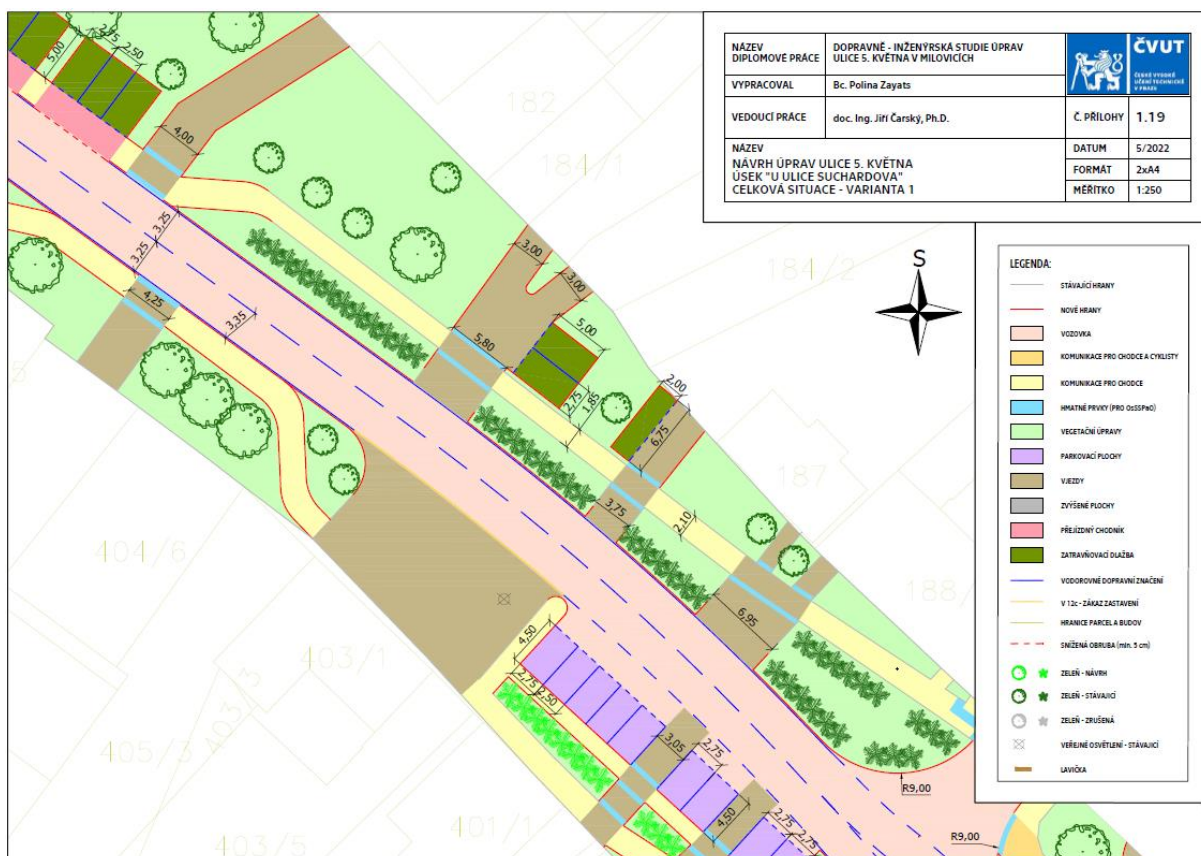 NÁZEV DIPLOMOVÉ PRÁCE
DOPRAVNĚ - INŽENÝRSKÁ STUDIE ÚPRAV
ULICE 5. KVĚTNA V MILOVICÍCH
ČVUT
ČESKÉ VYSOKÉ
UČENÍ TECHNICKÉ
V PRAZE
VYPRACOVAL
Bc. Polina Zayats
VEDOUCÍ PRÁCE
doc. Ing. Jiří Čarský, Ph.D.
Č. PŘÍLOHY
1.19
NÁZEV
NÁVRH ÚPRAV ULICE 5. KVĚTNA
ÚSEK "U ULICE SUCHARDOVA"
CELKOVÁ SITUACE - VARIANTA 1
DATUM
5/2022
FORMÁT
2xA4
MĚŘÍTKO
1:250
S
LEGENDA:
STÁVAJÍCÍ HRANY
NOVÉ HRANY
VOZOVKA
KOMUNIKACE PRO CHODCE A CYKLISTY
KOMUNIKACE PRO CHODCE
HMATNÉ PRVKY (PRO OsSSPaO)
VEGETAČNÍ ÚPRAVY
PARKOVACÍ PLOCHY
VJEZDY
ZVÝŠENÉ PLOCHY
PŘEJÍZDNÝ CHODNÍK
ZATRAVŇOVACÍ DLAŽBA
VODOROVNÉ DOPRAVNÍ ZNAČENÍ
V 12c - ZÁKAZ ZASTAVENÍ
HRANICE PARCEL A BUDOV
SNÍŽENÁ OBRUBA (min. 5 cm)
ZELEŇ - NÁVRH
ZELEŇ - STÁVAJÍCÍ
ZELEŇ - ZRUŠENÁ
VEŘEJNÉ OSVĚTLENÍ - STÁVAJÍCÍ
LAVIČKA
2,75
2,50
5,00
4,00
182
184/1
3,25
3,25
4,25
3,35
3,00
3,00
184/2
5,80
5,00
2,75
1,85
2,00
6,75
187
3,75
2,10
188/
6,95
404/6
403/1
403/3
405/3
403/5
401/1
4,50
2,75
2,50
3,05
2,75
4,50
2,75
2,75
R9,00
R9,00